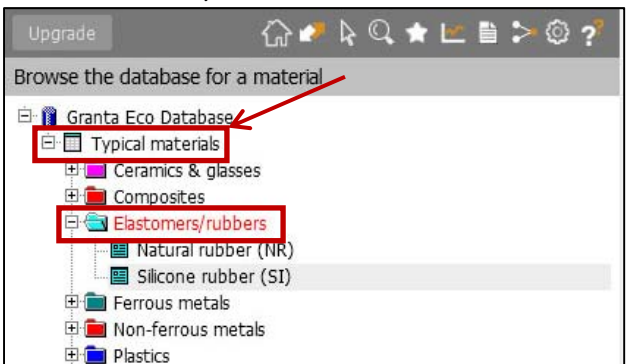 Upgrade
Browse the database for a material
Granta Eco Database
Typical materials
Ceramics & glasses
Composites
Elastomers/rubbers
Natural rubber (NR)
Silicone rubber (SI)
Ferrous metals
Non-ferrous metals
Plastics